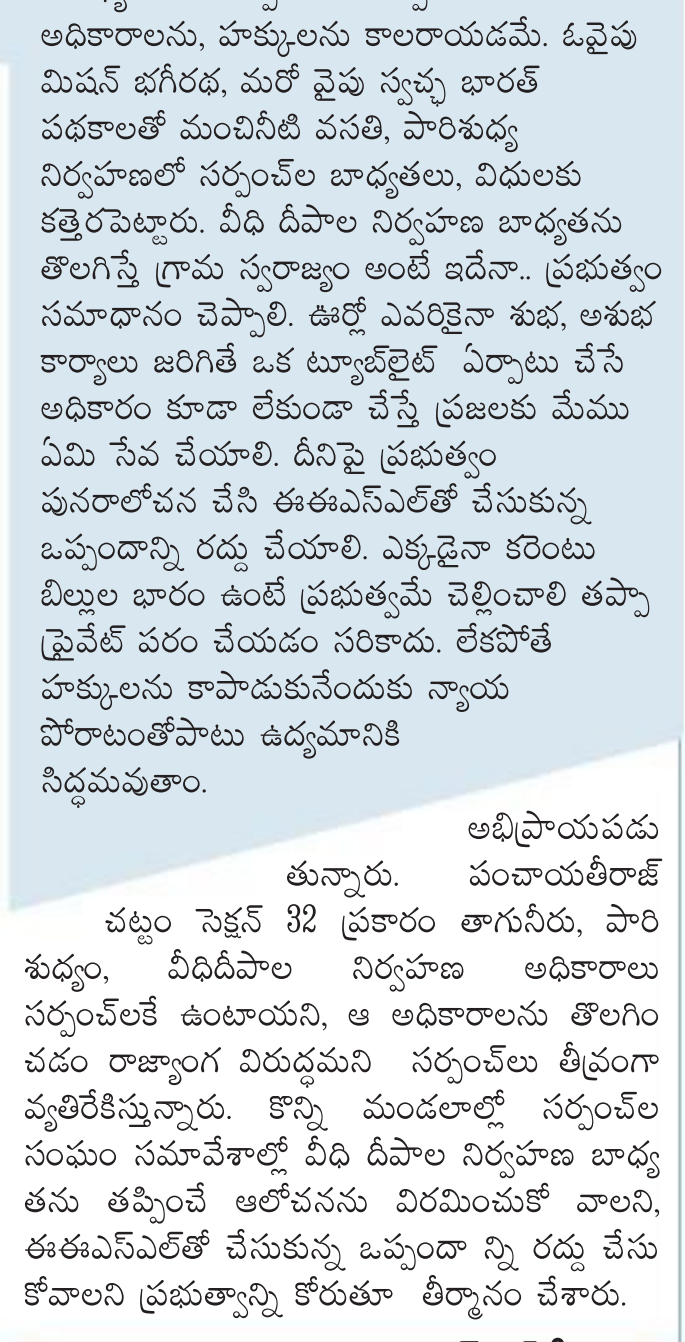 అధికారాలను, హక్కులను కాలరాయడమే. ఓవైపు
మిషన్ భగీరథ, మరో వైపు స్వచ్ఛ భారత్
పథకాలతో మంచినీటి వసతి, పారిశుధ్య
నిర్వహణలో సర్పంచ్‌ల బాధ్యతలు, విధులకు
కత్తెరపెట్టారు. వీధి దీపాల నిర్వహణ బాధ్యతను
తొలగిస్తే గ్రామ స్వరాజ్యం అంటే ఇదేనా.. ప్రభుత్వం
సమాధానం చెప్పాలి. ఊర్లో ఎవరికైనా శుభ, అశుభ
కార్యాలు జరిగితే ఒక ట్యూబ్‌లైట్ ఏర్పాటు చేసే
అధికారం కూడా లేకుండా చేస్తే ప్రజలకు మేము
ఏమి సేవ చేయాలి. దీనిపై ప్రభుత్వం
పునరాలోచన చేసి ఈఈఎస్ఎల్‌తో చేసుకున్న
ఒప్పందాన్ని రద్దు చేయాలి. ఎక్కడైనా కరెంటు
బిల్లుల భారం ఉంటే ప్రభుత్వమే చెల్లించాలి తప్పా
ప్రైవేట్ పరం చేయడం సరికాదు. లేకపోతే
హక్కులను కాపాడుకునేందుకు న్యాయ
పోరాటంతోపాటు ఉద్యమానికి
సిద్ధమవుతాం.
అభిప్రాయపడు
తున్నారు. పంచాయతీరాజ్
చట్టం సెక్షన్ 32 ప్రకారం తాగునీరు, పారి
శుధ్యం, వీధిదీపాల నిర్వహణ అధికారాలు
సర్పంచ్‌లకే ఉంటాయని, ఆ అధికారాలను తొలగిం
చడం రాజ్యాంగ విరుద్ధమని సర్పంచ్‌లు తీవ్రంగా
వ్యతిరేకిస్తున్నారు. కొన్ని మండలాల్లో సర్పంచ్‌ల
సంఘం సమావేశాల్లో వీధి దీపాల నిర్వహణ బాధ్య
తను తప్పించే ఆలోచనను విరమించుకో వాలని,
ఈఈఎస్ఎల్‌తో చేసుకున్న ఒప్పందా న్ని రద్దు చేసు
కోవాలని ప్రభుత్వాన్ని కోరుతూ తీర్మానం చేశారు.